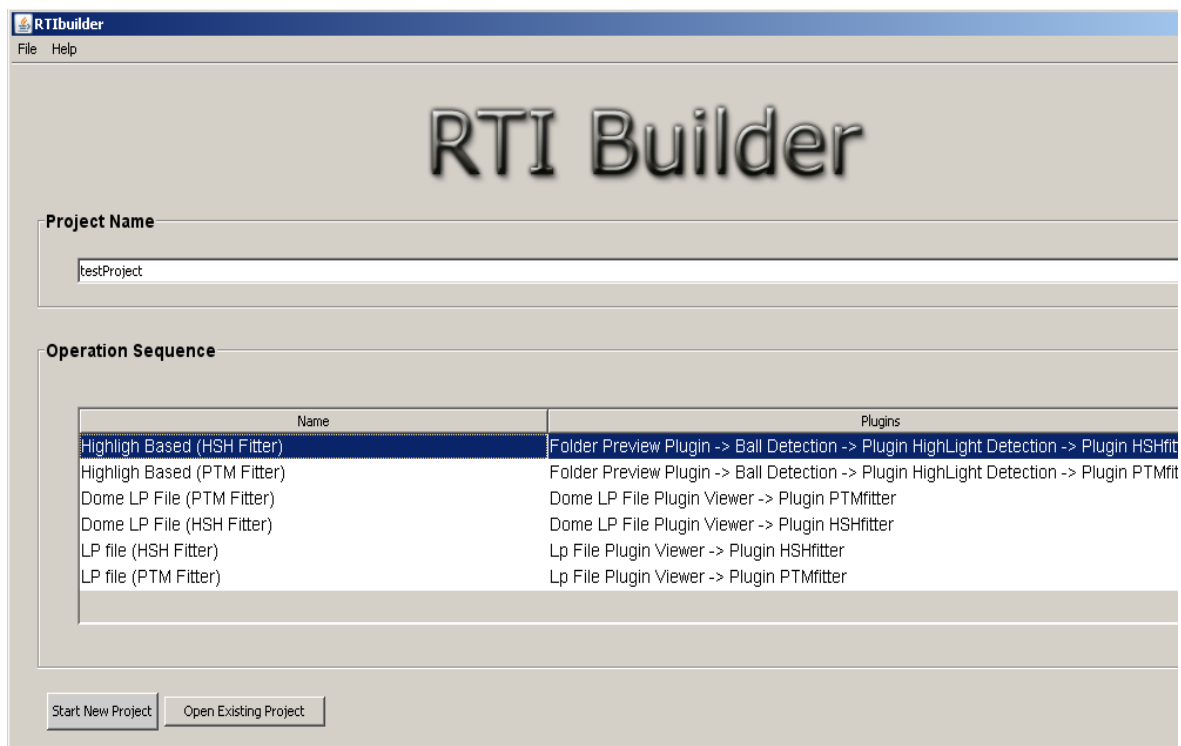 RTIbuilder
File Help
RTI Builder
Project Name
testProject
Operation Sequence
Name Plugins
Highligh Based (HSH Fitter) Folder Preview Plugin -> Ball Detection -> Plugin HighLight Detection -> Plugin HSHfitt
Highligh Based (PTM Fitter) Folder Preview Plugin -> Ball Detection -> Plugin HighLight Detection -> Plugin PTMfit
Dome LP File (PTM Fitter) Dome LP File Plugin Viewer -> Plugin PTMfitter
Dome LP File (HSH Fitter) Dome LP File Plugin Viewer -> Plugin HSHfitter
LP file (HSH Fitter) Lp File Plugin Viewer -> Plugin HSHfitter
LP file (PTM Fitter) Lp File Plugin Viewer -> Plugin PTMfitter
Start New Project Open Existing Project